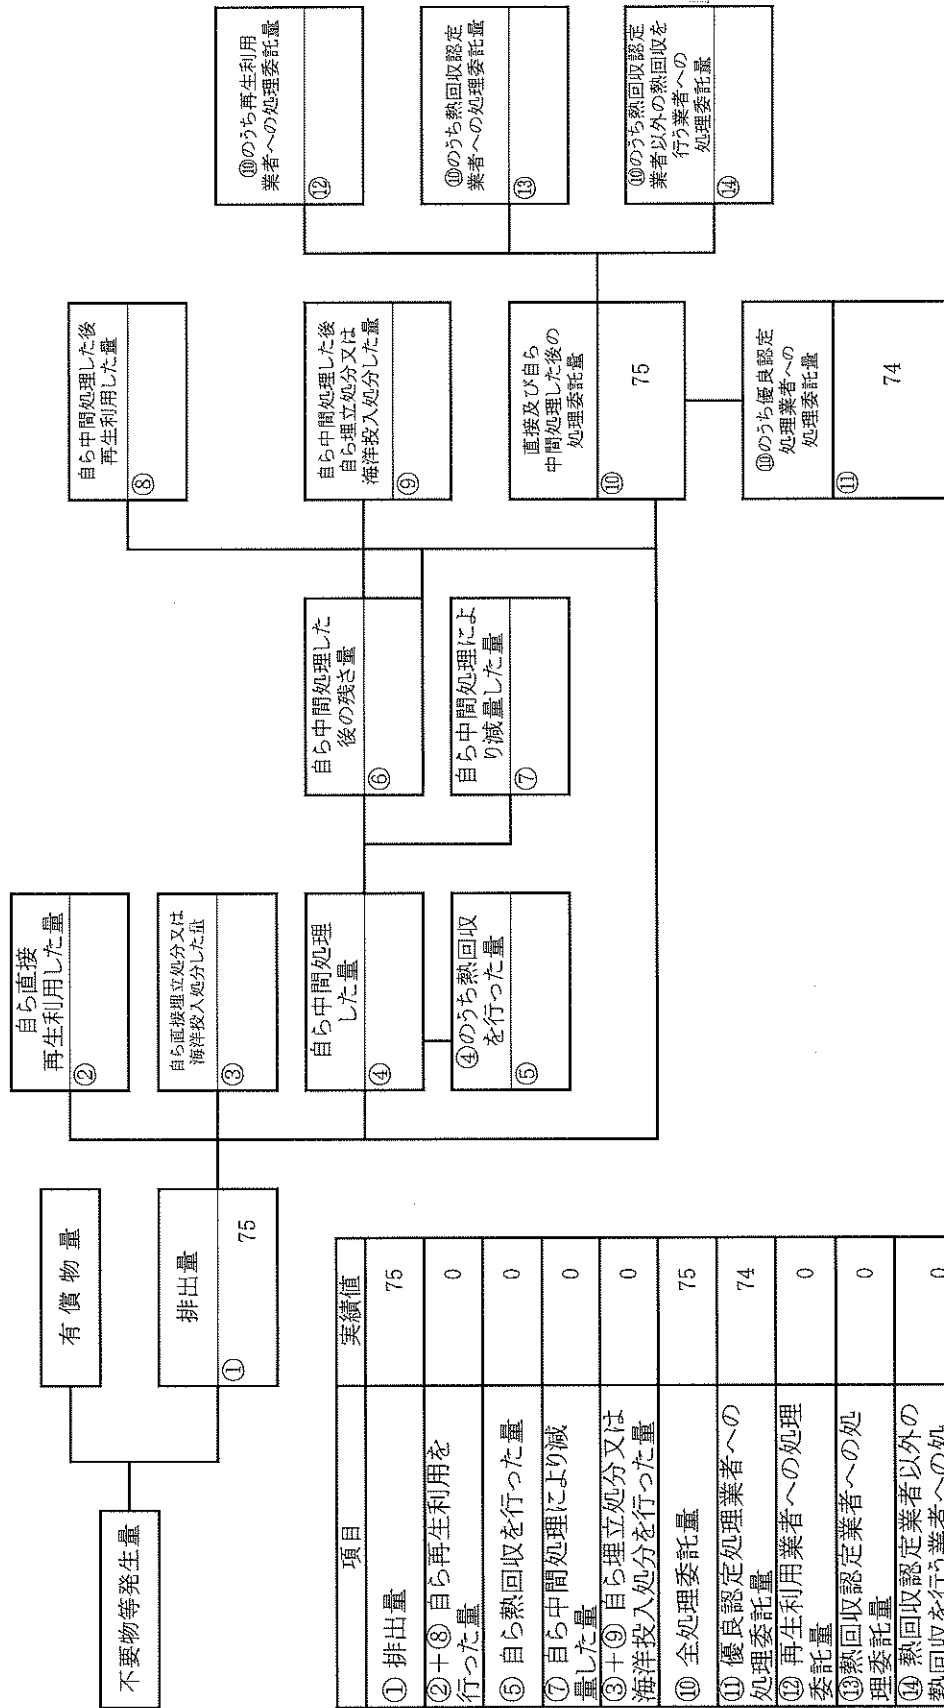 不要物等発生量
有償物量
排出量
①
75
自ら直接
再生利用した量
②
自ら直接埋立処分又は
海洋投入処分した量
③
自ら中間処理
した量
④
④のうち熱回収
を行った量
⑤
自ら中間処理した
後の残さ量
⑥
自ら中間処理によ
り減量した量
⑦
自ら中間処理した後
再生利用した量
⑧
自ら中間処理した後
自ら埋立処分又は
海洋投入処分した量
⑨
直接及び自ら
中間処理した後の
処理委託量
⑩
75
⑩のうち優良認定
処理業者への
処理委託量
⑪
74
⑩のうち再生利用
業者への処理委託量
⑫
⑩のうち熱回収認定
業者への処理委託量
⑬
⑩のうち熱回収認定
業者以外の熱回収を
行う業者への
処理委託量
⑭
項目 実績値
①排出量 75
②+⑧ 自ら再生利用を
行った量 0
⑤ 自ら熱回収を行った量 0
⑦ 自ら中間処理により減
量した量 0
③+⑨ 自ら埋立処分又は
海洋投入処分を行った量 0
⑩ 全処理委託量 75
⑪ 優良認定処理業者への
処理委託量 74
⑫ 再生利用業者への処理
委託量 0
⑬熱回収認定業者への処
理委託量 0
⑭ 熱回収認定業者以外の
熱回収を行う業者への処 0